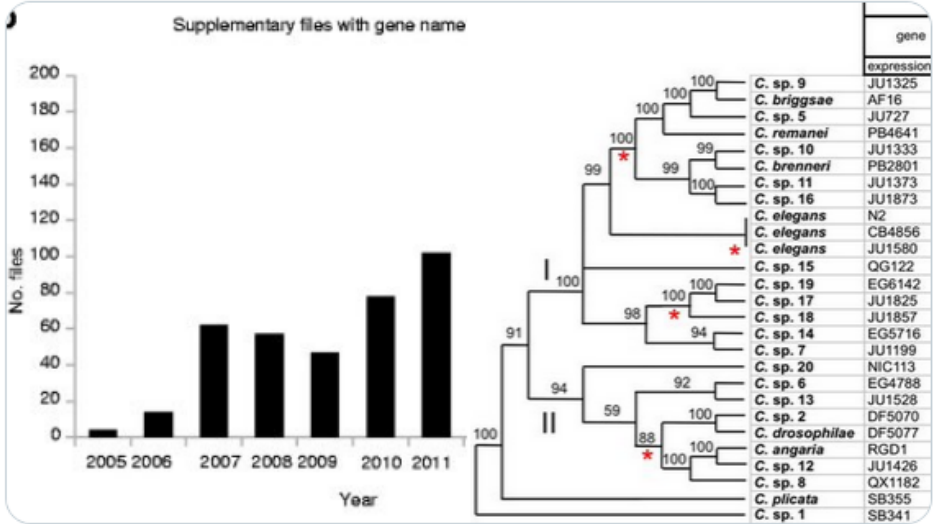 b
Supplementary files with gene name
200
180
160
140
120
100
80
60
40
20
0
No. files
2005 2006 2007 2008 2009 2010 2011
Year
gene
expression
C. sp. 9 JU1325
C. briggsae AF16
C. sp. 5 JU727
C. remanei PB4641
C. sp. 10 JU1333
C. brenneri PB2801
C. sp. 11 JU1373
C. sp. 16 JU1873
C. elegans N2
C. elegans CB4856
C. elegans JU1580
C. sp. 15 QG122
C. sp. 19 EG6142
C. sp. 17 JU1825
C. sp. 18 JU1857
C. sp. 14 EG5716
C. sp. 7 JU1199
C. sp. 20 NIC113
C. sp. 6 EG4788
C. sp. 13 JU1528
C. sp. 2 DF5070
C. drosophilae DF5077
C. angaria RGD1
C. sp. 12 JU1426
C. sp. 8 QX1182
C. plicata SB355
C. sp. 1 SB341
100
100
100
100
*
99
99
99
100
*
I
100
100
100
*
98
94
91
94
II
92
59
100
88
*
100
100
100